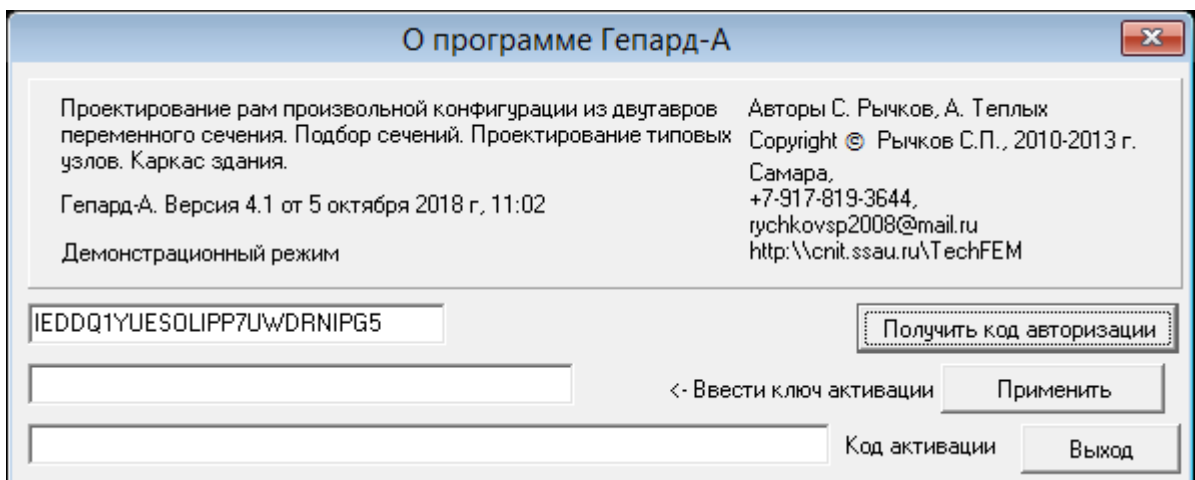 О программе Гепард-А
Проектирование рам произвольной конфигурации из двутавров
переменного сечения. Подбор сечений. Проектирование типовых
узлов. Каркас здания.
Гепард-А. Версия 4.1 от 5 октября 2018 г, 11:02
Демонстрационный режим
Авторы С. Рычков, А. Теплых
Copyright © Рычков С.П., 2010-2013 г.
Самара,
+7-917-819-3644,
rychkovsp2008@mail.ru
http:\\cnit.ssau.ru\TechFEM
IEDDQ1YUESOLIPP7UWDRNIPG5
Получить код авторизации
<- Ввести ключ активации
Применить
Код активации
Выход